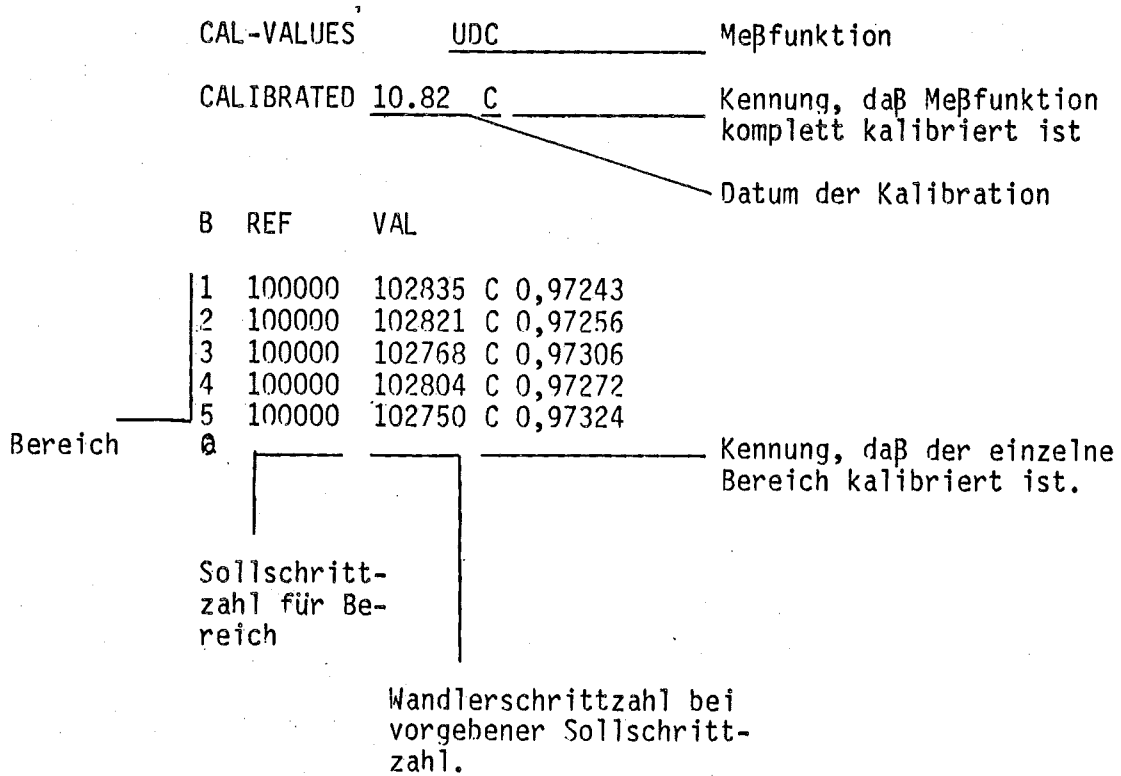 CAL-VALUES UDC Meßfunktion
CALIBRATED 10.82 C Kennung, daß Meßfunktion
komplett kalibriert ist
Datum der Kalibration
B REF VAL
1 100000 102835 C 0,97243
2 100000 102821 C 0,97256
3 100000 102768 C 0,97306
4 100000 102804 C 0,97272
5 100000 102750 C 0,97324
Bereich
Kennung, daß der einzelne
Bereich kalibriert ist.
Sollschritt-
zahl für Be-
reich
Wandlerschrittzahl bei
vorgebener Sollschritt-
zahl.